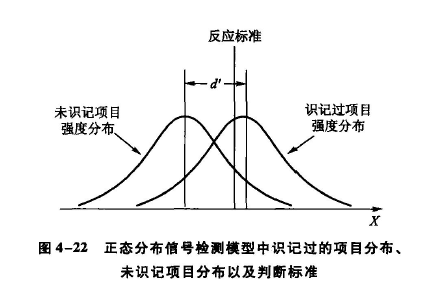 反应标准
d'
未识记项目
强度分布
识记过项目
强度分布
X
图 4-22 正态分布信号检测模型中识记过的项目分布、
未识记项目分布以及判断标准